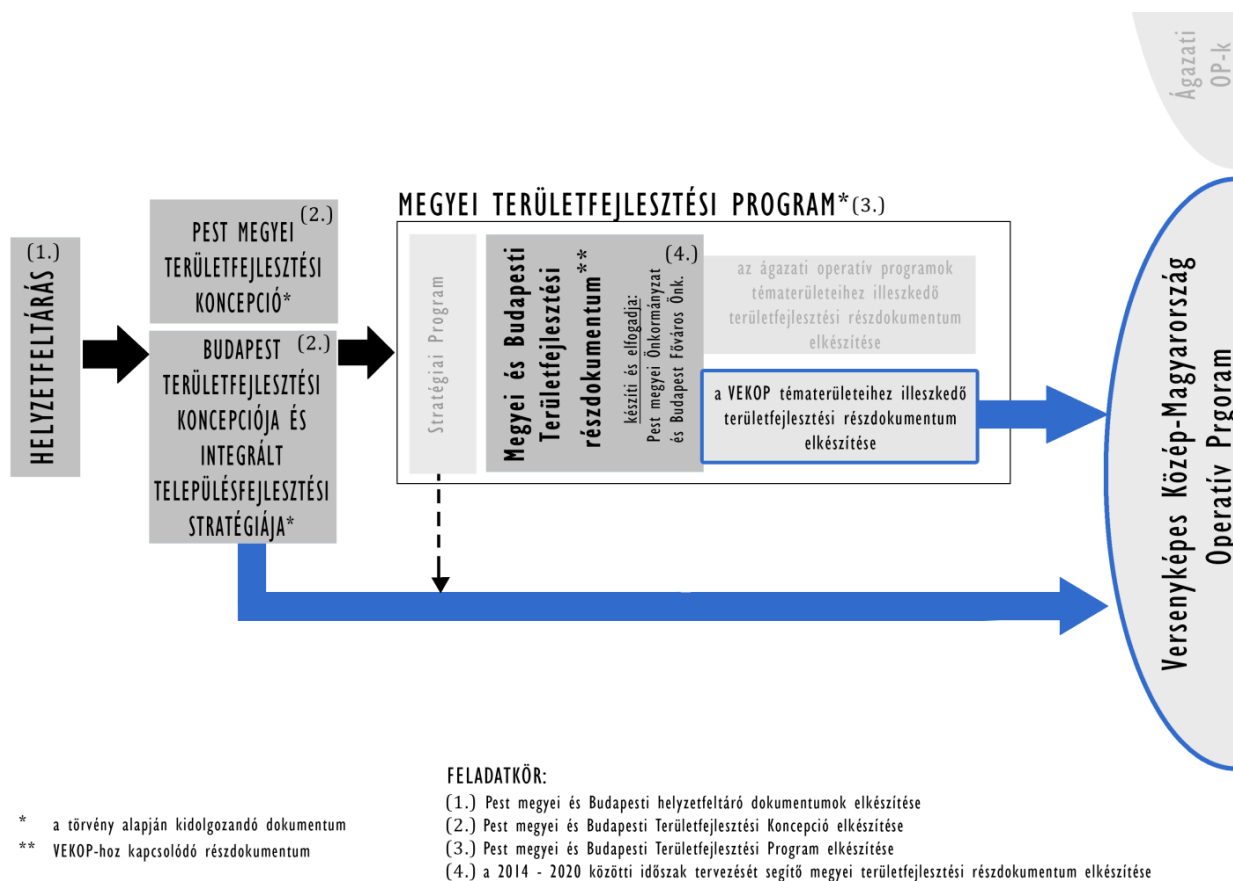 Ágazati
OP-k
MEGYEI TERÜLETFEJLESZTÉSI PROGRAM*(3.)
(1.)
HELYZETFELTÁRÁS
(2.)
PEST MEGYEI
TERÜLETFEJLESZTÉSI
KONCEPCIÓ*
BUDAPEST (2.)
TERÜLETFEJLESZTÉSI
KONCEPCIÓJA ÉS
INTEGRÁLT
TELEPÜLÉSFEJLESZTÉSI
STRATÉGIÁJA*
Stratégiai Program
Megyei és Budapesti
Területfejlesztési
részdokumentum**
(4.)
készíti és elfogadja:
Pest megyei Önkormányzat
és Budapest Főváros Önk.
az ágazati operatív programok
tématerületeihez illeszkedő
területfejlesztési részdokumentum
elkészítése
a VEKOP tématerületeihez illeszkedő
területfejlesztési részdokumentum
elkészítése
Versenyképes Közép-Magyarország
Operatív Prgoram
FELADATKÖR:
(1.) Pest megyei és Budapesti helyzetfeltáró dokumentumok elkészítése
(2.) Pest megyei és Budapesti Területfejlesztési Koncepció elkészítése
(3.) Pest megyei és Budapesti Területfejlesztési Program elkészítése
(4.) a 2014 - 2020 közötti időszak tervezését segítő megyei területfejlesztési részdokumentum elkészítése
* a törvény alapján kidolgozandó dokumentum
** VEKOP-hoz kapcsolódó részdokumentum